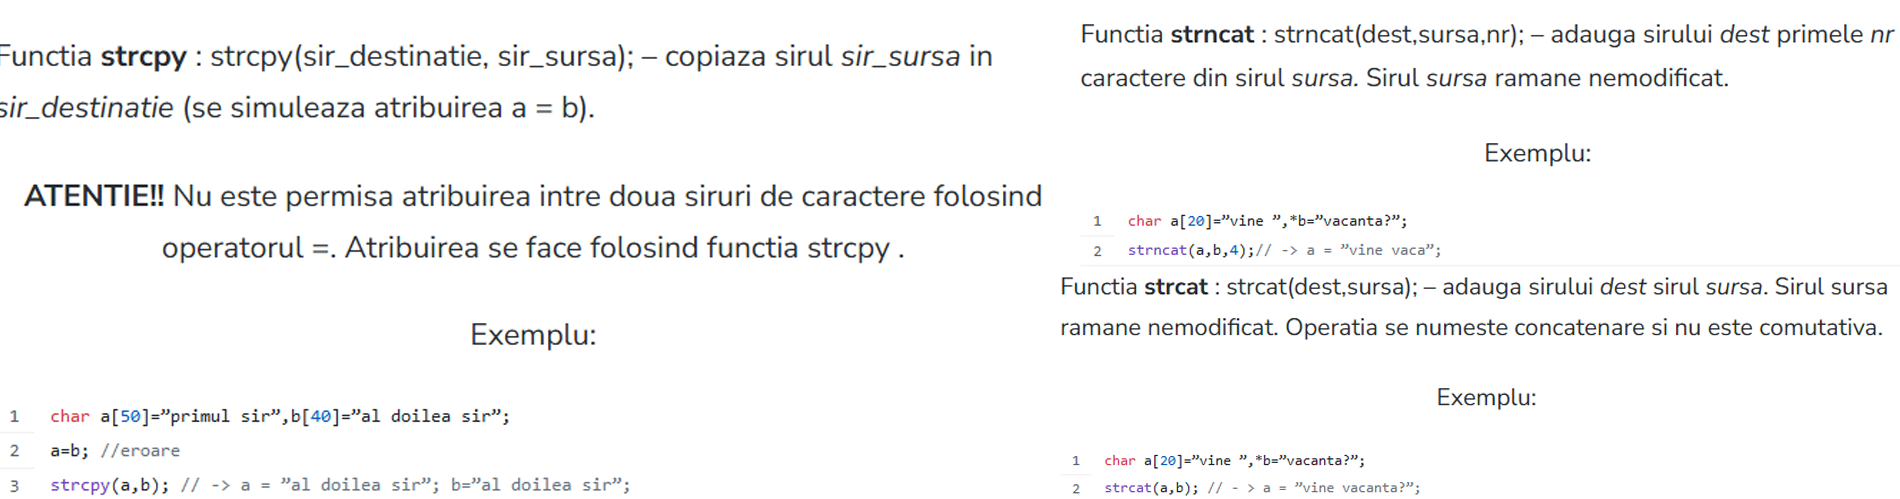 Functia strcpy : strcpy(sir_destinatie, sir_sursa); – copiaza sirul sir_sursa in
sir_destinatie (se simuleaza atribuirea a = b).
ATENTIE!! Nu este permisa atribuirea intre doua siruri de caractere folosind
operatorul =. Atribuirea se face folosind functia strcpy .
Exemplu:
1 char a[50]=”primul sir”,b[40]=”al doilea sir”;
2 a=b; //eroare
3 strcpy(a,b); // -> a = ”al doilea sir”; b=”al doilea sir”;
Functia strncat : strncat(dest,sursa,nr); – adauga sirului dest primele nr
caractere din sirul sursa. Sirul sursa ramane nemodificat.
Exemplu:
1 char a[20]=”vine ”,*b=”vacanta?”;
2 strncat(a,b,4);// -> a = ”vine vaca”;
Functia strcat : strcat(dest,sursa); – adauga sirului dest sirul sursa. Sirul sursa
ramane nemodificat. Operatia se numeste concatenare si nu este comutativa.
Exemplu:
1 char a[20]=”vine ”,*b=”vacanta?”;
2 strcat(a,b); // - > a = ”vine vacanta?”;